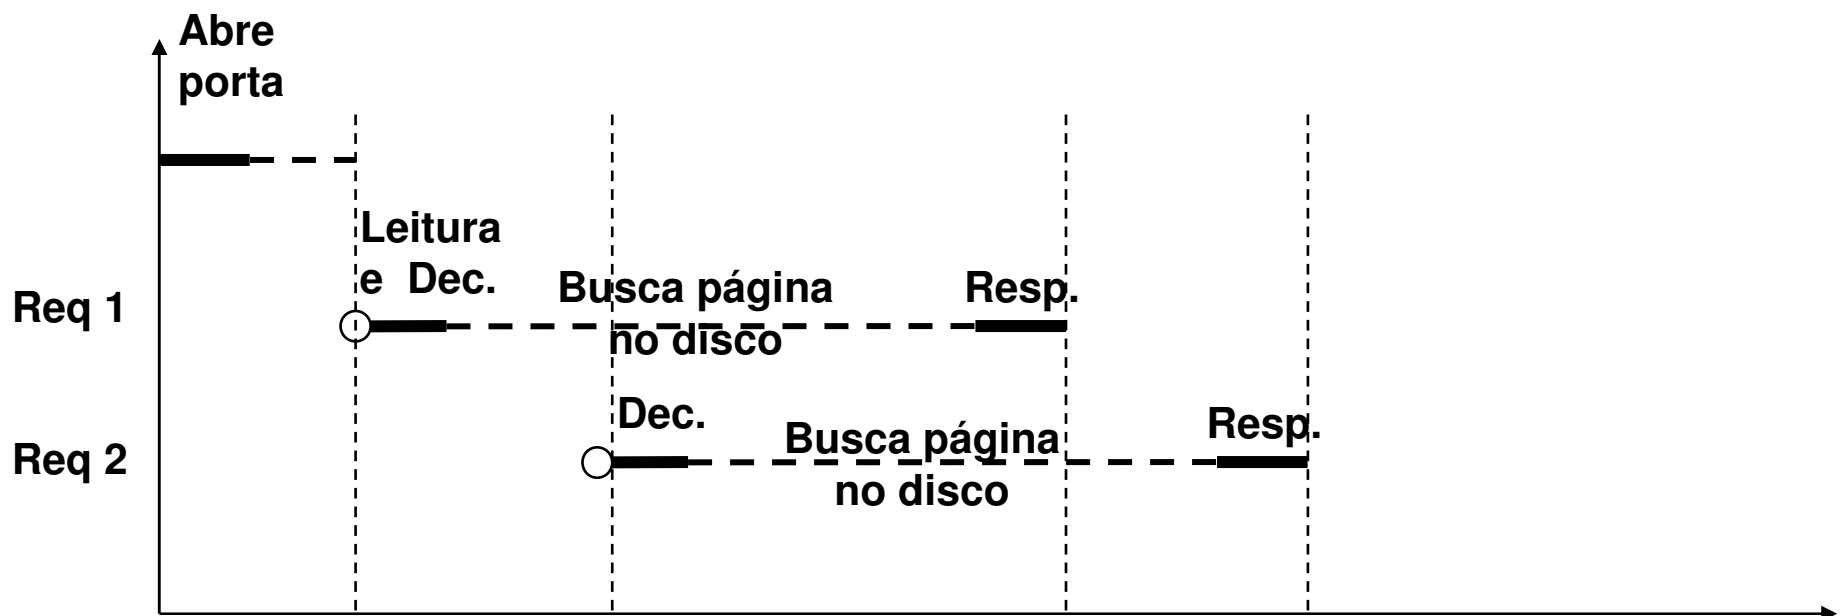 Abre
porta
Leitura
e Dec.
Req 1
Busca página
no disco
Resp.
Req 2
Dec.
Busca página
no disco
Resp.